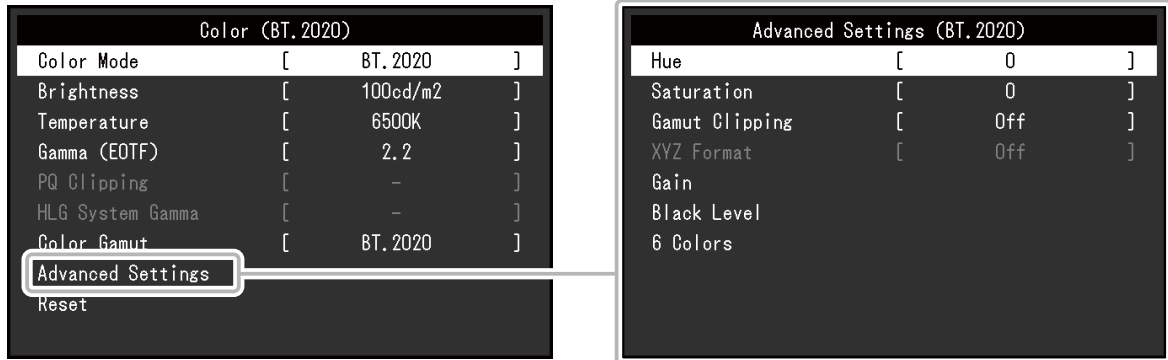 Color (BT.2020)
Color Mode [ BT.2020 ]
Brightness [ 100cd/m2 ]
Temperature [ 6500K ]
Gamma (EOTF) [ 2.2 ]
PQ Clipping [ – ]
HLG System Gamma [ – ]
Color Gamut [ BT.2020 ]
Advanced Settings
Reset
Advanced Settings (BT.2020)
Hue [ 0 ]
Saturation [ 0 ]
Gamut Clipping [ Off ]
XYZ Format [ Off ]
Gain
Black Level
6 Colors